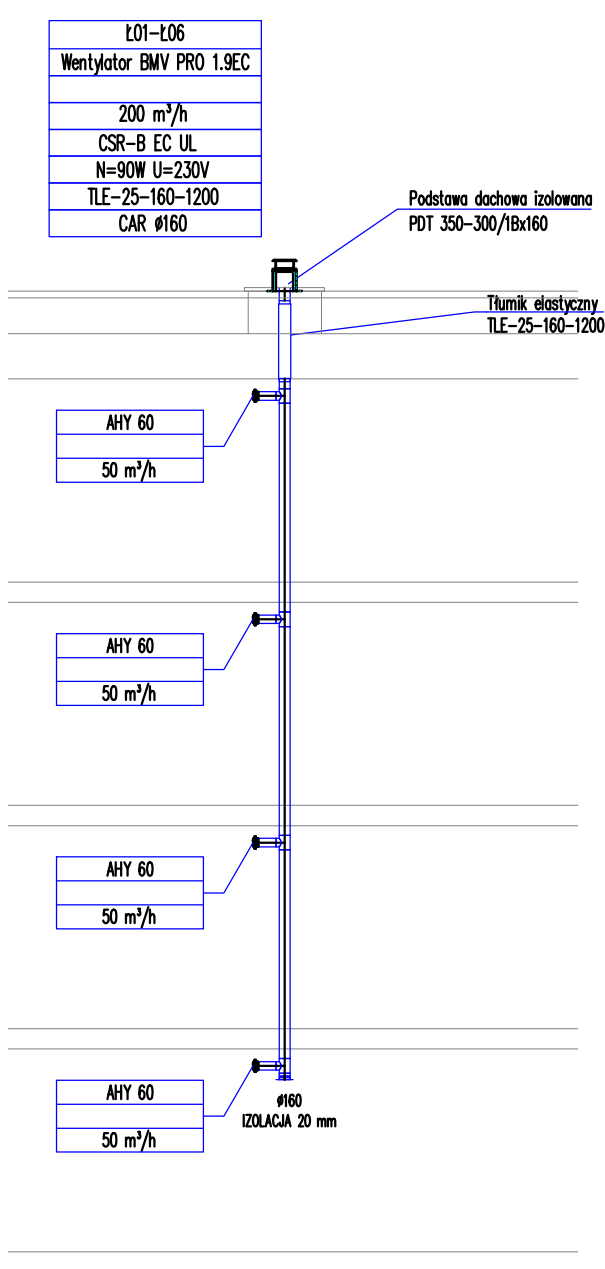 Ł01-Ł06
Wentylator BMV PRO 1.9EC
200 m³/h
CSR-B EC UL
N=90W U=230V
TLE-25-160-1200
CAR ø160
Podstawa dachowa izolowana
PDT 350-300/1Bx160
Tłumik elastyczny
TLE-25-160-1200
AHY 60
50 m³/h
AHY 60
50 m³/h
AHY 60
50 m³/h
AHY 60
50 m³/h
ø160
IZOLACJA 20 mm